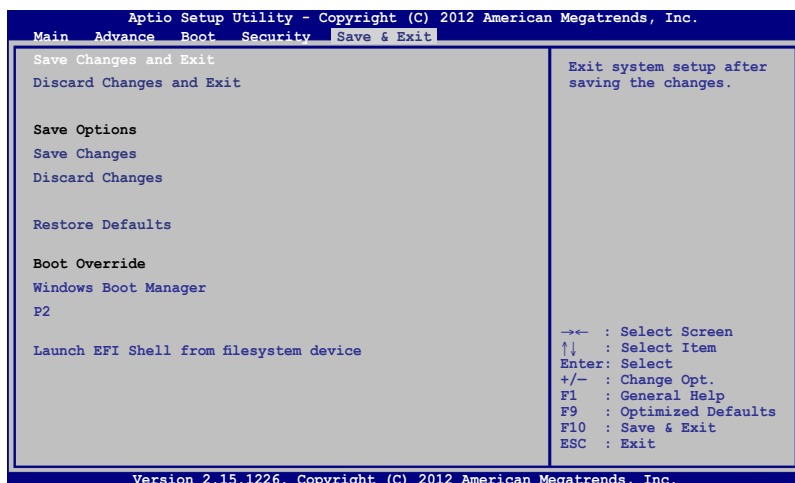 Aptio Setup Utility - Copyright (C) 2012 American Megatrends, Inc.
Main Advance Boot Security Save & Exit
Save Changes and Exit
Discard Changes and Exit
Save Options
Save Changes
Discard Changes
Restore Defaults
Boot Override
Windows Boot Manager
P2
Launch EFI Shell from filesystem device
Exit system setup after
saving the changes.
→← : Select Screen
↑↓ : Select Item
Enter: Select
+/— : Change Opt.
F1 : General Help
F9 : Optimized Defaults
F10 : Save & Exit
ESC : Exit
Version 2.15.1226. Copyright (C) 2012 American Megatrends, Inc.